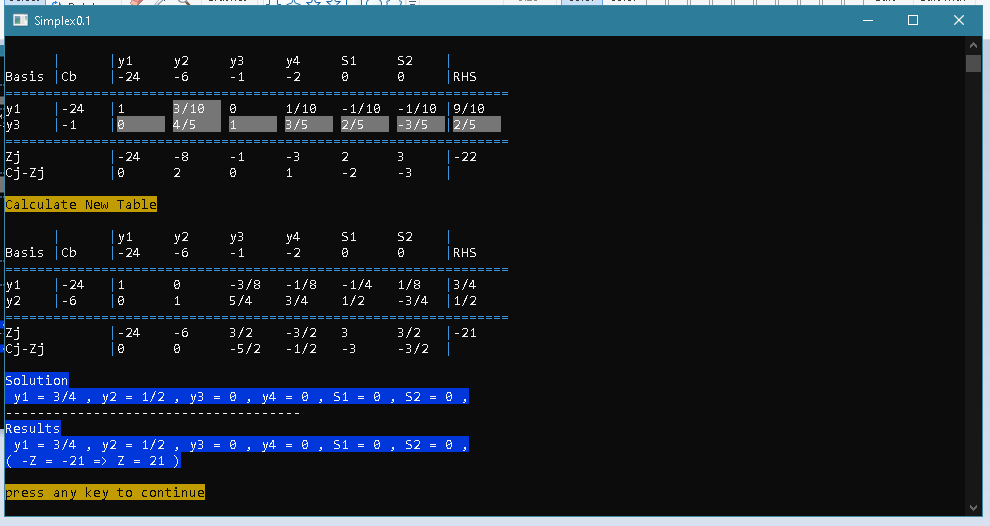 Simplex0.1
| |y1 y2 y3 y4 S1 S2 |
Basis |Cb |-24 -6 -1 -2 0 0 |RHS
===============================================================
y1 |-24 |1 3/10 0 1/10 -1/10 -1/10 |9/10
y3 |-1 |0 4/5 1 3/5 2/5 -3/5 |2/5
===============================================================
Zj |-24 -8 -1 -3 2 3 |-22
Cj-Zj |0 2 0 1 -2 -3 |
Calculate New Table
| |y1 y2 y3 y4 S1 S2 |
Basis |Cb |-24 -6 -1 -2 0 0 |RHS
===============================================================
y1 |-24 |1 0 -3/8 -1/8 -1/4 1/8 |3/4
y2 |-6 |0 1 5/4 3/4 1/2 -3/4 |1/2
===============================================================
Zj |-24 -6 3/2 -3/2 3 3/2 |-21
Cj-Zj |0 0 -5/2 -1/2 -3 -3/2 |
Solution
y1 = 3/4 , y2 = 1/2 , y3 = 0 , y4 = 0 , S1 = 0 , S2 = 0 ,
-------------------------------------
Results
y1 = 3/4 , y2 = 1/2 , y3 = 0 , y4 = 0 , S1 = 0 , S2 = 0 ,
( -Z = -21 => Z = 21 )
press any key to continue